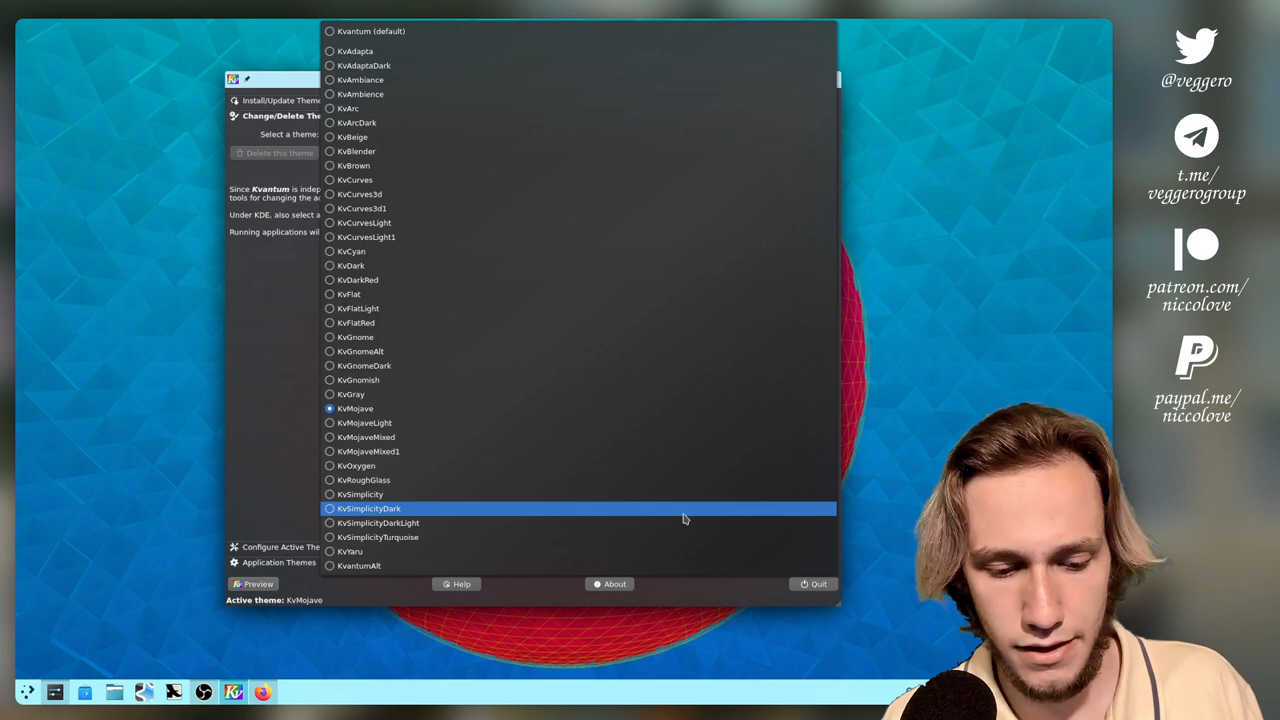 Kvantum (default)
KvAdapta
KvAdaptaDark
KvAmbiance
KvAmbience
KvArc
KvArcDark
KvBeige
KvBlender
KvBrown
KvCurves
KvCurves3d
KvCurves3d1
KvCurvesLight
KvCurvesLight1
KvCyan
KvDark
KvDarkRed
KvFlat
KvFlatLight
KvFlatRed
KvGnome
KvGnomeAlt
KvGnomeDark
KvGnomish
KvGray
KvMojave
KvMojaveLight
KvMojaveMixed
KvMojaveMixed1
KvOxygen
KvRoughGlass
KvSimplicity
KvSimplicityDark
KvSimplicityDarkLight
KvSimplicityTurquoise
KvYaru
KvantumAlt
Install/Update Theme
Change/Delete The
Select a theme:
Delete this theme
Since Kvantum is indep
tools for changing the ac
Under KDE, also select a
Running applications wil
Configure Active The
Application Themes
Preview
Help
About
Quit
Active theme: KvMojave
@veggero
t.me/
veggerogroup
patreon.com/
niccolove
paypal.me/
niccolove